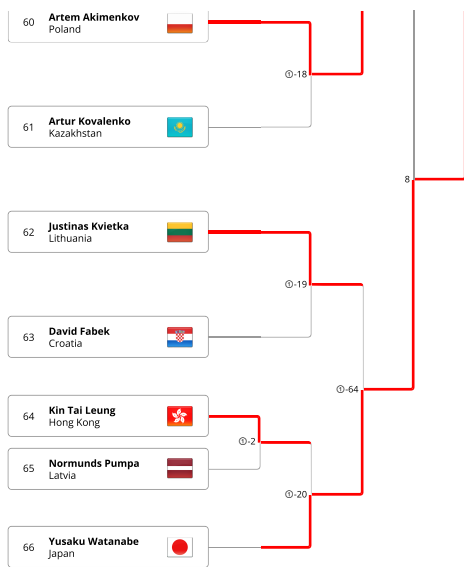 60 Artem Akimenkov
Poland
①-18
61 Artur Kovalenko
Kazakhstan
8
62 Justinas Kvietka
Lithuania
①-19
63 David Fabek
Croatia
①-64
64 Kin Tai Leung
Hong Kong
①-2
65 Normunds Pumpa
Latvia
①-20
66 Yusaku Watanabe
Japan